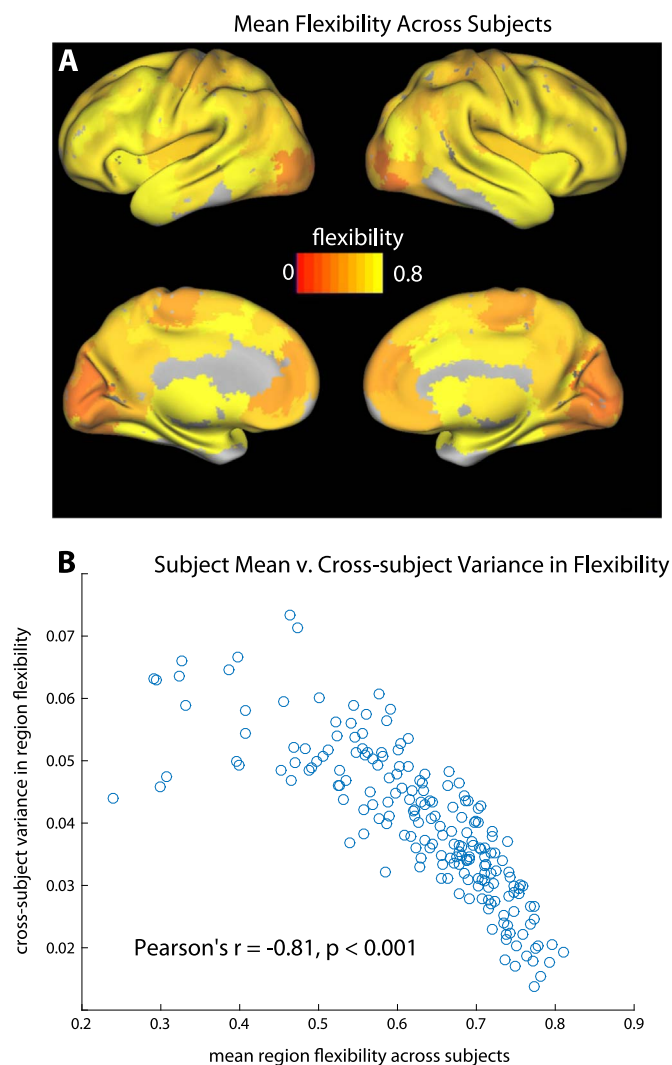 Mean Flexibility Across Subjects
A
flexibility
0
0.8
B
Subject Mean v. Cross-subject Variance in Flexibility
cross-subject variance in region flexibility
0.07
0.06
0.05
0.04
0.03
0.02
Pearson's r = -0.81, p < 0.001
0.2 0.3 0.4 0.5 0.6 0.7 0.8 0.9
mean region flexibility across subjects